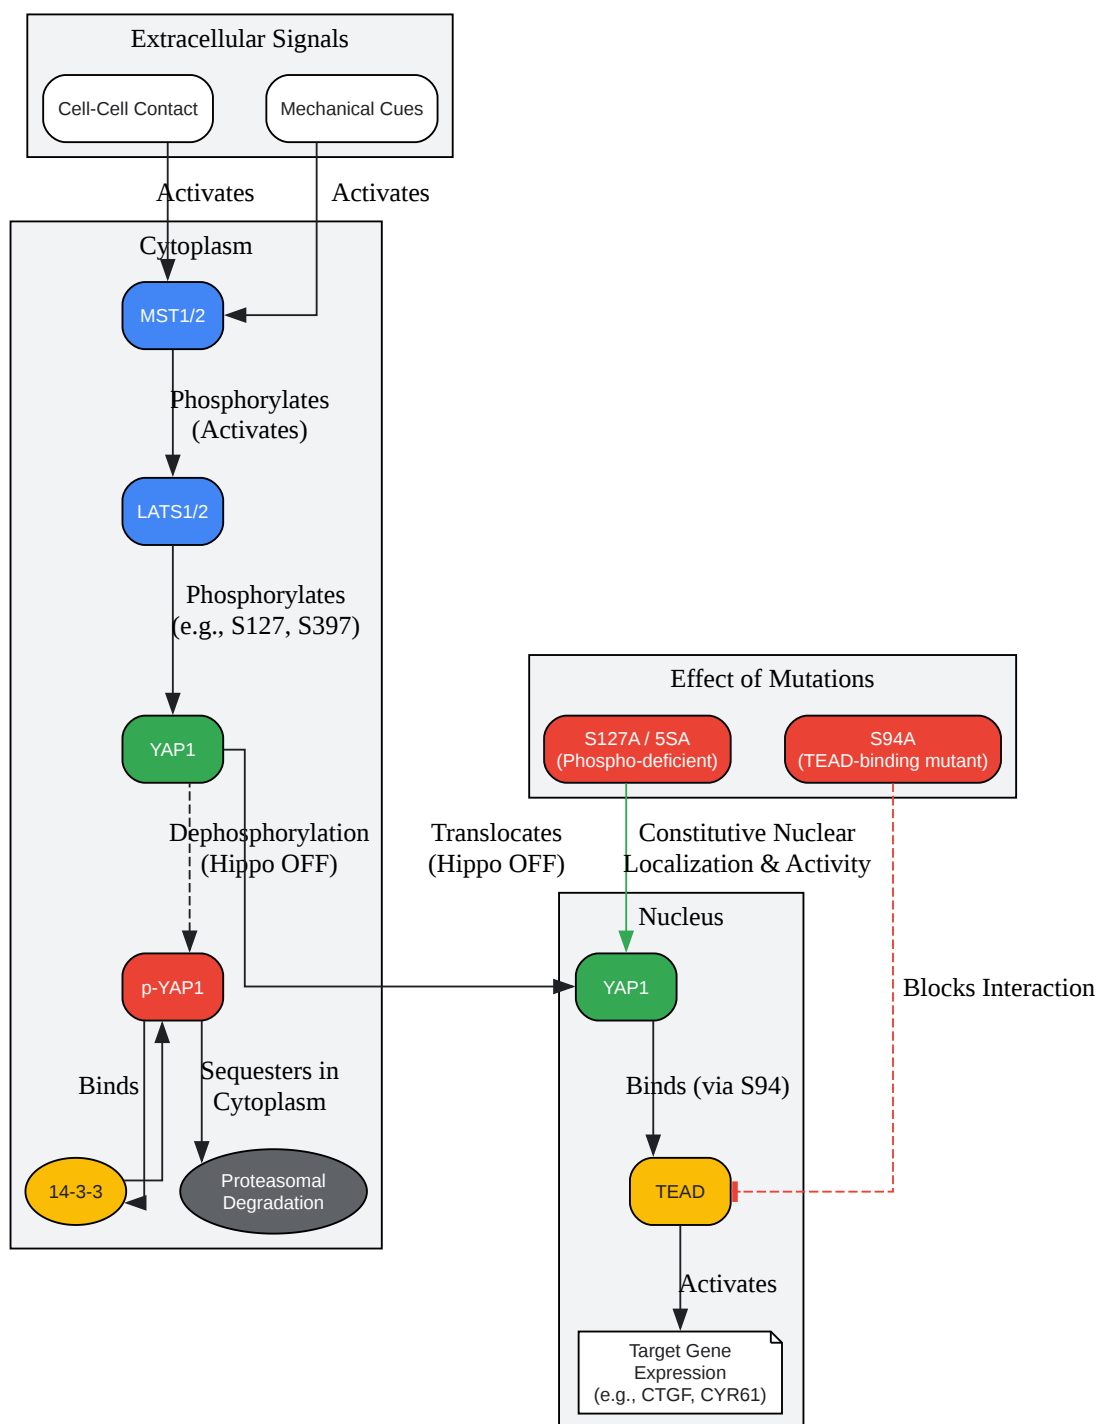 Extracellular Signals
Cell-Cell Contact
Mechanical Cues
Activates
Activates
Cytoplasm
MST1/2
Phosphorylates
(Activates)
LATS1/2
Phosphorylates
(e.g., S127, S397)
YAP1
Dephosphorylation
(Hippo OFF)
p-YAP1
Binds
Sequesters in
Cytoplasm
14-3-3
Proteasomal
Degradation
Translocates
(Hippo OFF)
Effect of Mutations
S127A / 5SA
(Phospho-deficient)
S94A
(TEAD-binding mutant)
Constitutive Nuclear
Localization & Activity
Blocks Interaction
Nucleus
YAP1
Binds (via S94)
TEAD
Activates
Target Gene
Expression
(e.g., CTGF, CYR61)